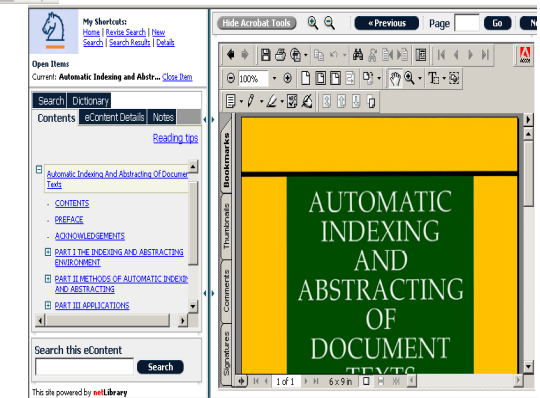 My Shortcuts:
Home | Revise Search | New
Search | Search Results | Details
Open Items
Current: Automatic Indexing and Abstr... Close Item
Search Dictionary
Contents eContent Details Notes
Reading tips
Automatic Indexing And Abstracting Of Documen
Texts
- CONTENTS
- PREFACE
- ACKNOWLEDGEMENTS
PART I THE INDEXING AND ABSTRACTING
ENVIRONMENT
PART II METHODS OF AUTOMATIC INDEXIN
AND ABSTRACTING
PART III APPLICATIONS
Search this eContent
Search
This site powered by netLibrary
Hide Acrobat Tools « Previous Page Go N
Adobe
100%
Bookmarks
Thumbnails
Comments
Signatures
AUTOMATIC
INDEXING
AND
ABSTRACTING
OF
DOCUMENT
TEXTS
1 of 1 6 x 9 in